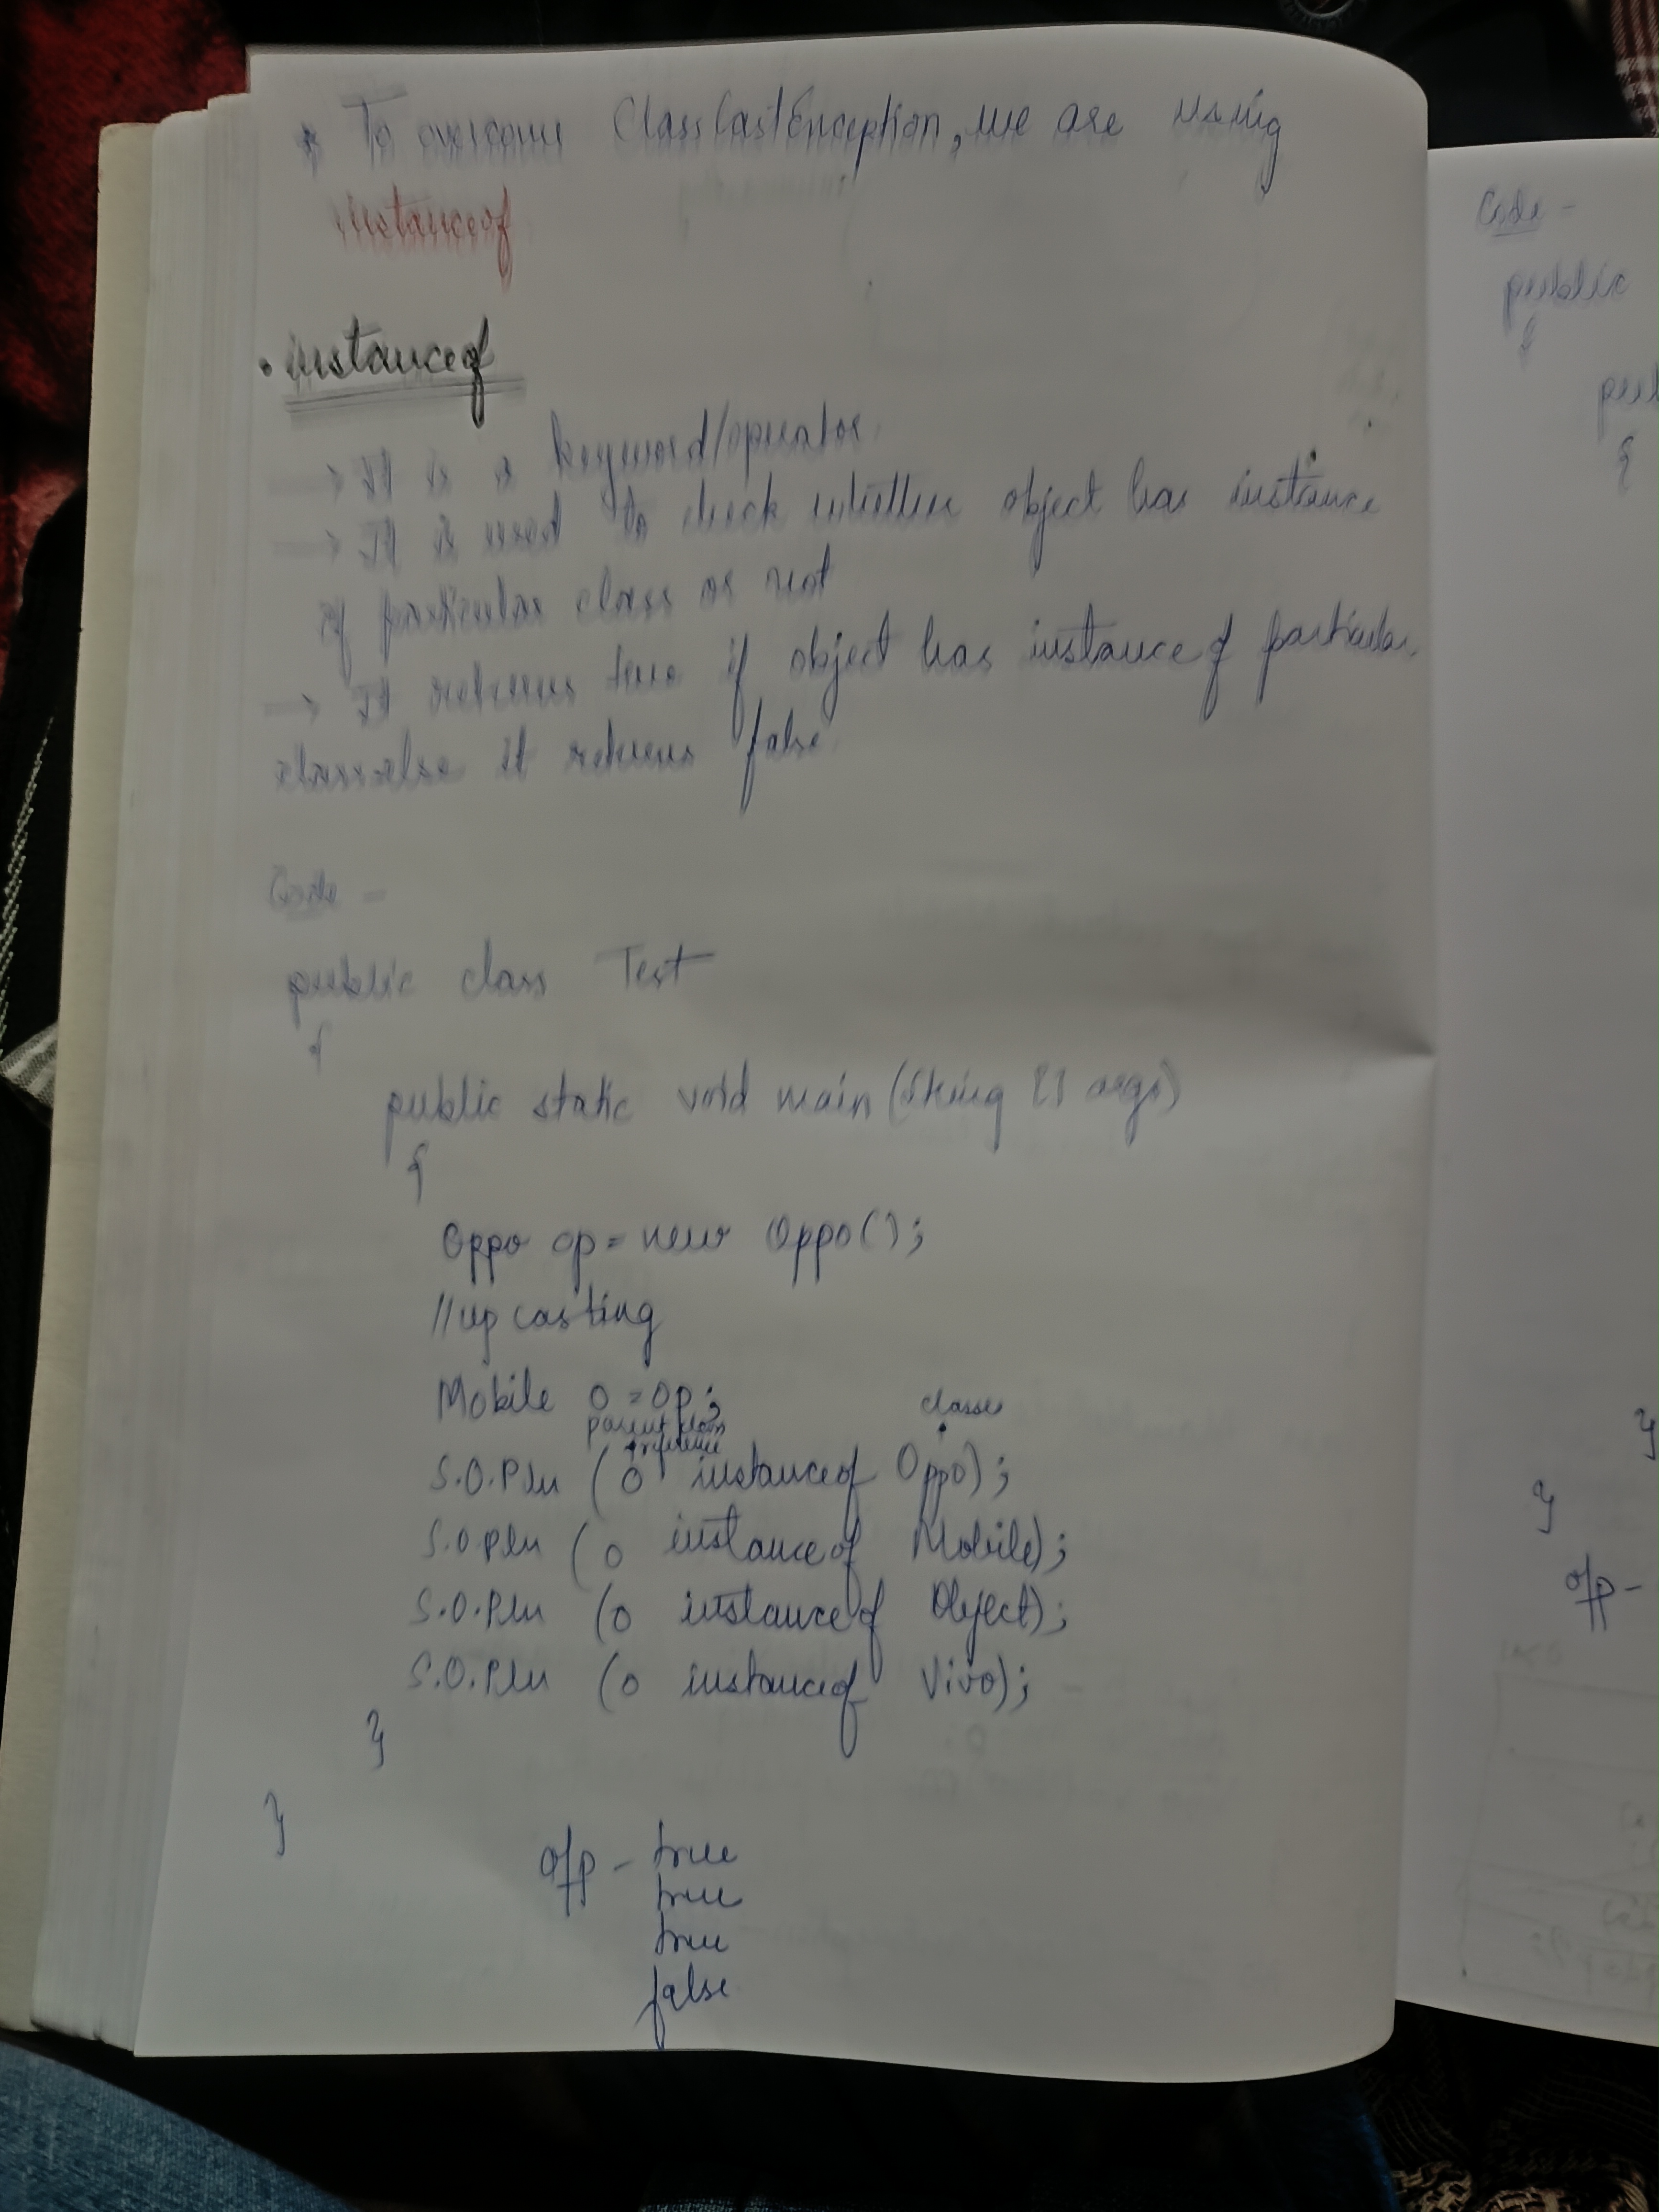 * To overcome ClassCastException, we are using
instanceof
• instanceof
→ It is a keyword/operator
→ It is used to check whether object has instance
of particular class or not
→ It returns true if object has instance of particular
class else it returns false
Code -
public class Test
{
public static void main (String [] args)
{
Oppo op = new Oppo();
//up casting
Mobile o = op;
parent class
reference
classes
S.O.Pln (o instanceof Oppo);
S.O.Pln (o instanceof Mobile);
S.O.Pln (o instanceof Object);
S.O.Pln (o instanceof Vivo);
}
}
o/p - true
true
true
false
Code -
public
{
}
}
o/p -